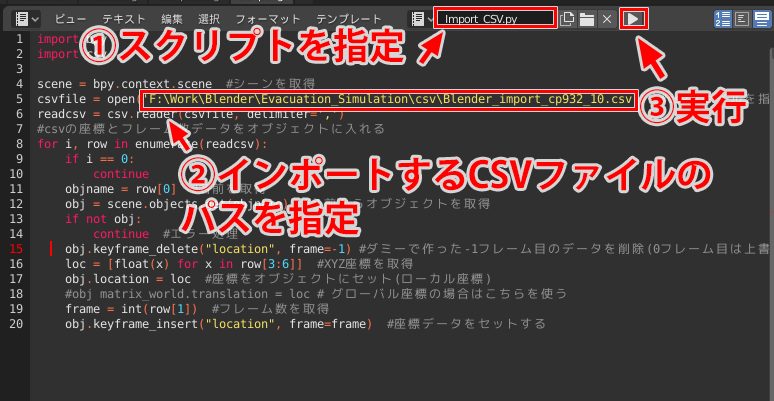 ビュー テキスト 編集 選択 フォーマット テンプレート Import CSV.py
①スクリプトを指定
③実行
②インポートするCSVファイルの
パスを指定
1 import
2 import
3
4 scene = bpy.context.scene #シーンを取得
5 csvfile = open("F:\Work\Blender\Evacuation_Simulation\csv\Blender_import_cp932_10.csv
6 readcsv = csv.reader(csvfile, delimiter=",")
7 #csvの座標とフレーム数データをオブジェクトに入れる
8 for i, row in enumerate(readcsv):
9 if i == 0:
10 continue
11 objname = row[0] 前を取得
12 obj = scene.objects オブジェクトを取得
13 if not obj:
14 continue #エラー処理
15 obj.keyframe_delete("location", frame=-1) #ダミーで作った-1フレーム目のデータを削除(0フレーム目は上書
16 loc = [float(x) for x in row[3:6]] #XYZ座標を取得
17 obj.location = loc #座標をオブジェクトにセット(ローカル座標)
18 #obj matrix_world.translation = loc # グローバル座標の場合はこちらを使う
19 frame = int(row[1]) #フレーム数を取得
20 obj.keyframe_insert("location", frame=frame) #座標データをセットする